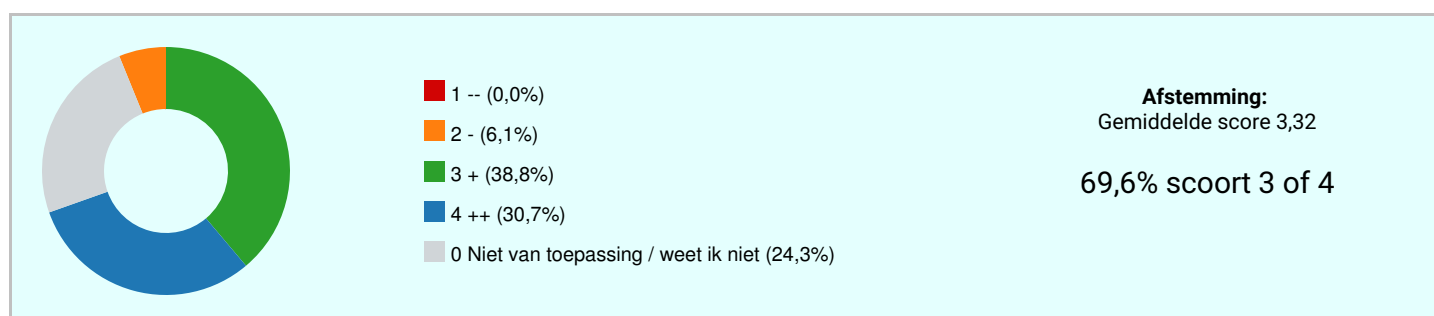 1 -- (0,0%)
2 - (6,1%)
3 + (38,8%)
4 ++ (30,7%)
0 Niet van toepassing / weet ik niet (24,3%)
Afstemming:
Gemiddelde score 3,32
69,6% scoort 3 of 4